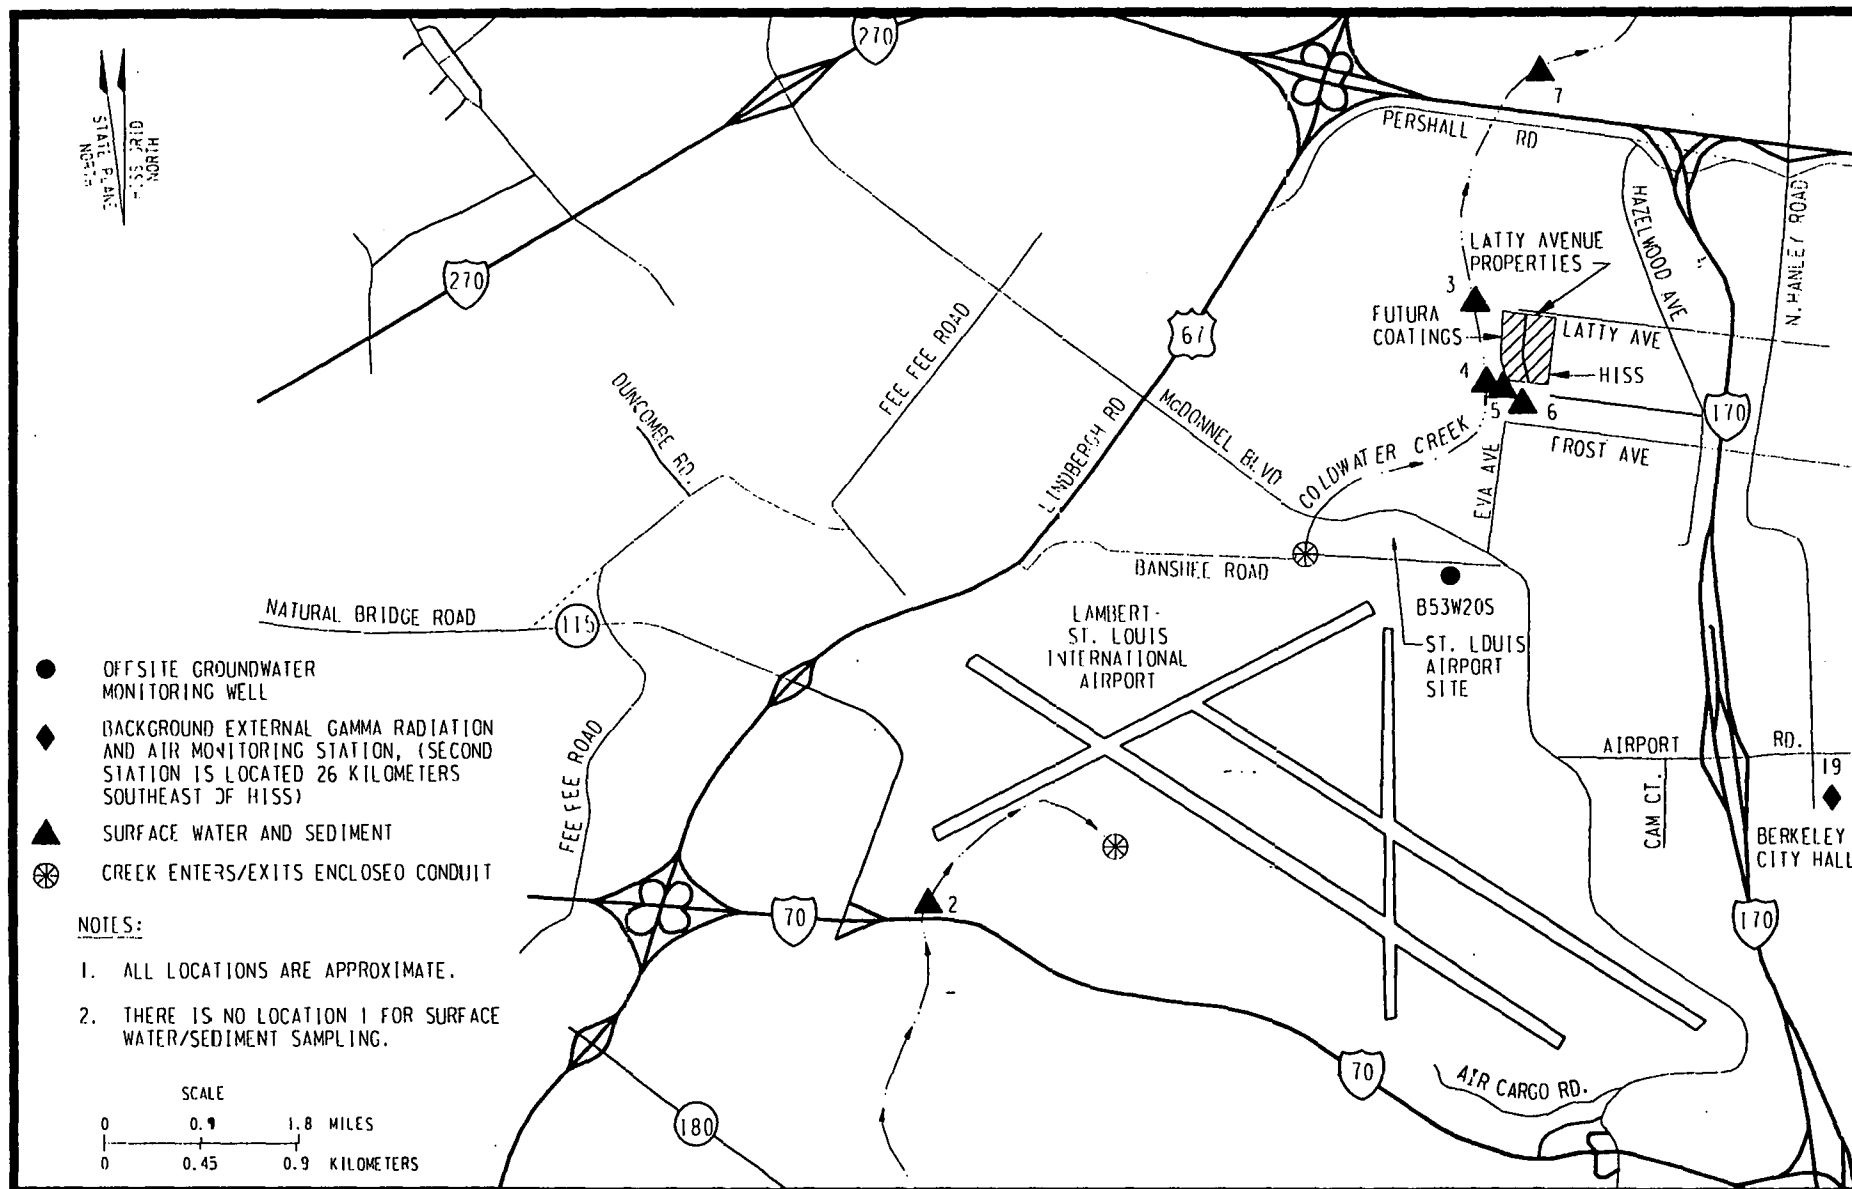 270
7
PERSHALL
RD
NORTH
HISS GRID
STATE PLANE
NORTH
HAZELWOOD AVE
N. HANLEY ROAD
LATTY AVENUE
PROPERTIES
270
3
FUTURA
COATINGS
LATTY AVE
67
FEE FEE ROAD
4
HISS
5
6
170
DUNCOMBE RD.
LINDBERGH RD
McDONNEL BLVD
COLDWATER CREEK
EVA AVE
FROST AVE
BANSHEE ROAD
B53W20S
NATURAL BRIDGE ROAD
115
LAMBERT-
ST. LOUIS
INTERNATIONAL
AIRPORT
ST. LOUIS
AIRPORT
SITE
OFFSITE GROUNDWATER
MONITORING WELL
BACKGROUND EXTERNAL GAMMA RADIATION
AND AIR MONITORING STATION, (SECOND
STATION IS LOCATED 26 KILOMETERS
SOUTHEAST OF HISS)
SURFACE WATER AND SEDIMENT
CREEK ENTERS/EXITS ENCLOSED CONDUIT
FEE FEE ROAD
AIRPORT
RD.
CAM CT.
19
BERKELEY
CITY HALL
2
70
170
NOTES:
1. ALL LOCATIONS ARE APPROXIMATE.
2. THERE IS NO LOCATION 1 FOR SURFACE
WATER/SEDIMENT SAMPLING.
70
AIR CARGO RD.
180
SCALE
0 0.9 1.8 MILES
0 0.45 0.9 KILOMETERS